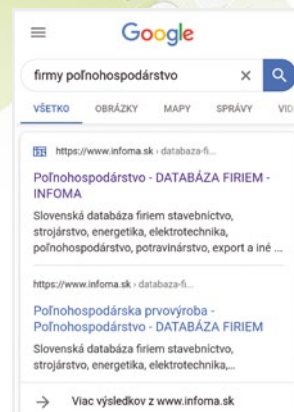 Google
firmy poľnohospodárstvo
VŠETKO OBRÁZKY MAPY SPRÁVY VID
https://www.infoma.sk › databaza-fi...
Poľnohospodárstvo - DATABÁZA FIRIEM -
INFOMA
Slovenská databáza firiem stavebníctvo,
strojárstvo, energetika, elektrotechnika,
poľnohospodárstvo, potravinárstvo, export a iné ...
https://www.infoma.sk › databaza-fi...
Poľnohospodárska prvovýroba -
Poľnohospodárstvo - DATABÁZA FIRIEM
Slovenská databáza firiem stavebníctvo,
strojárstvo, energetika, elektrotechnika,...
Viac výsledkov z www.infoma.sk